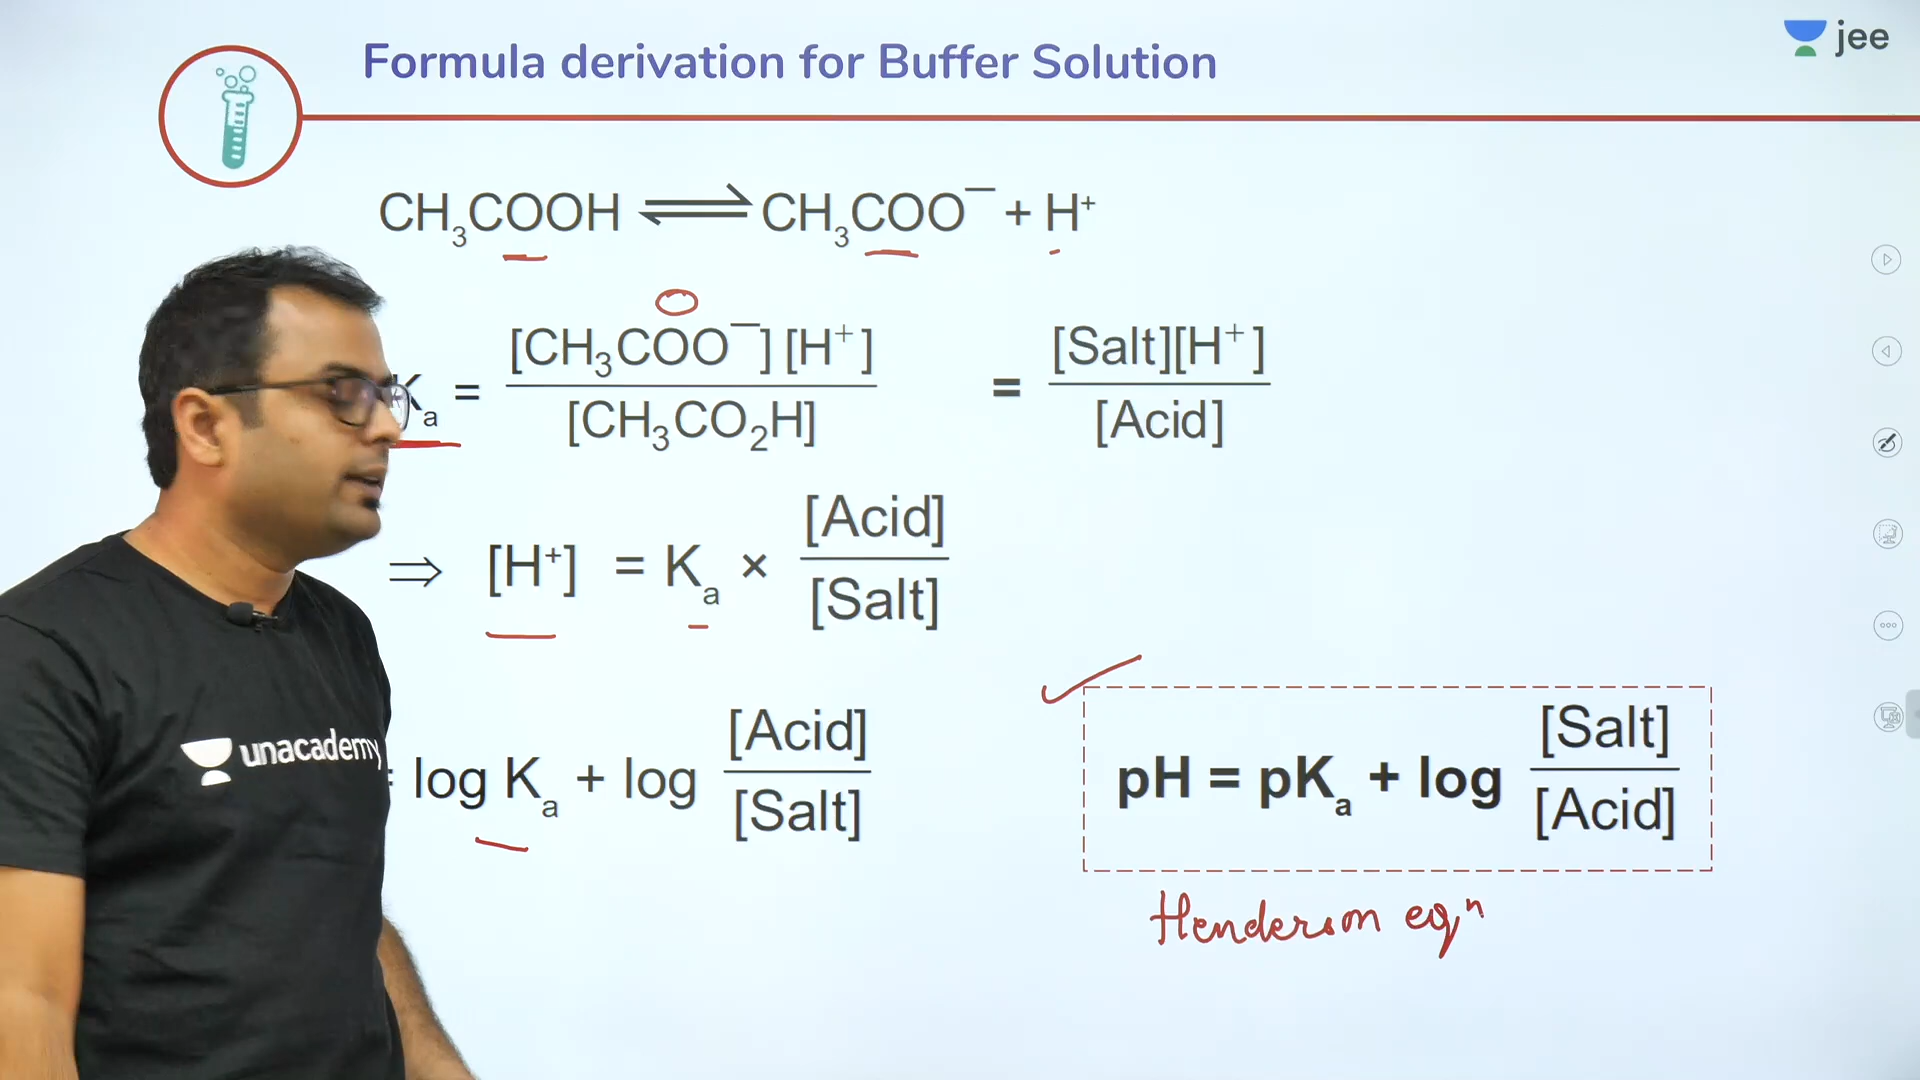 Formula derivation for Buffer Solution
jee
CH₃COOH ⇌ CH₃COO⁻ + H⁺
Kₐ = [CH₃COO⁻][H⁺] / [CH₃CO₂H] = [Salt][H⁺] / [Acid]
⇒ [H⁺] = Kₐ × [Acid] / [Salt]
= log Kₐ + log [Acid] / [Salt]
pH = pKₐ + log [Salt] / [Acid]
Henderson eqⁿ
unacademy